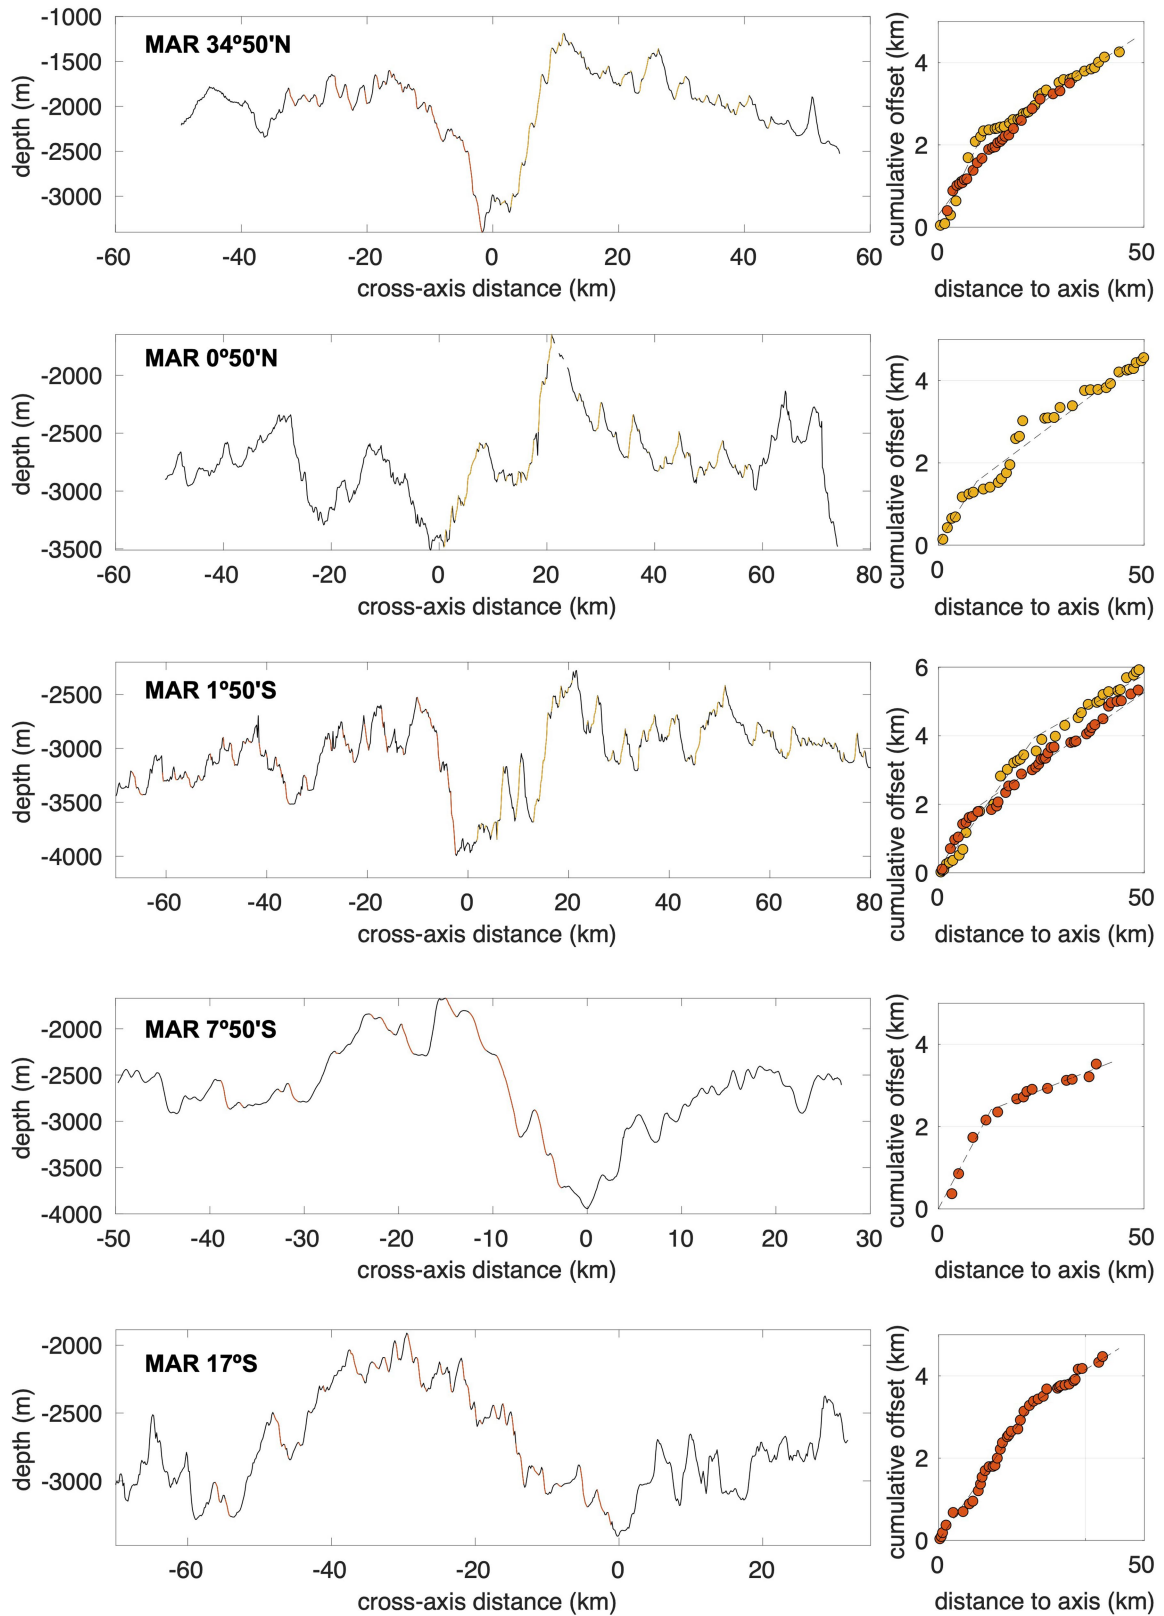 MAR 34º50'N
depth (m)
-1000
-1500
-2000
-2500
-3000
-60 -40 -20 0 20 40 60
cross-axis distance (km)
cumulative offset (km)
4
2
0
0 50
distance to axis (km)
MAR 0º50'N
depth (m)
-2000
-2500
-3000
-3500
-60 -40 -20 0 20 40 60 80
cross-axis distance (km)
cumulative offset (km)
4
2
0
0 50
distance to axis (km)
MAR 1º50'S
depth (m)
-2500
-3000
-3500
-4000
-60 -40 -20 0 20 40 60 80
cross-axis distance (km)
cumulative offset (km)
6
4
2
0
0 50
distance to axis (km)
MAR 7º50'S
depth (m)
-2000
-2500
-3000
-3500
-4000
-50 -40 -30 -20 -10 0 10 20 30
cross-axis distance (km)
cumulative offset (km)
4
2
0
0 50
distance to axis (km)
MAR 17ºS
depth (m)
-2000
-2500
-3000
-60 -40 -20 0 20
cross-axis distance (km)
cumulative offset (km)
4
2
0
0 50
distance to axis (km)